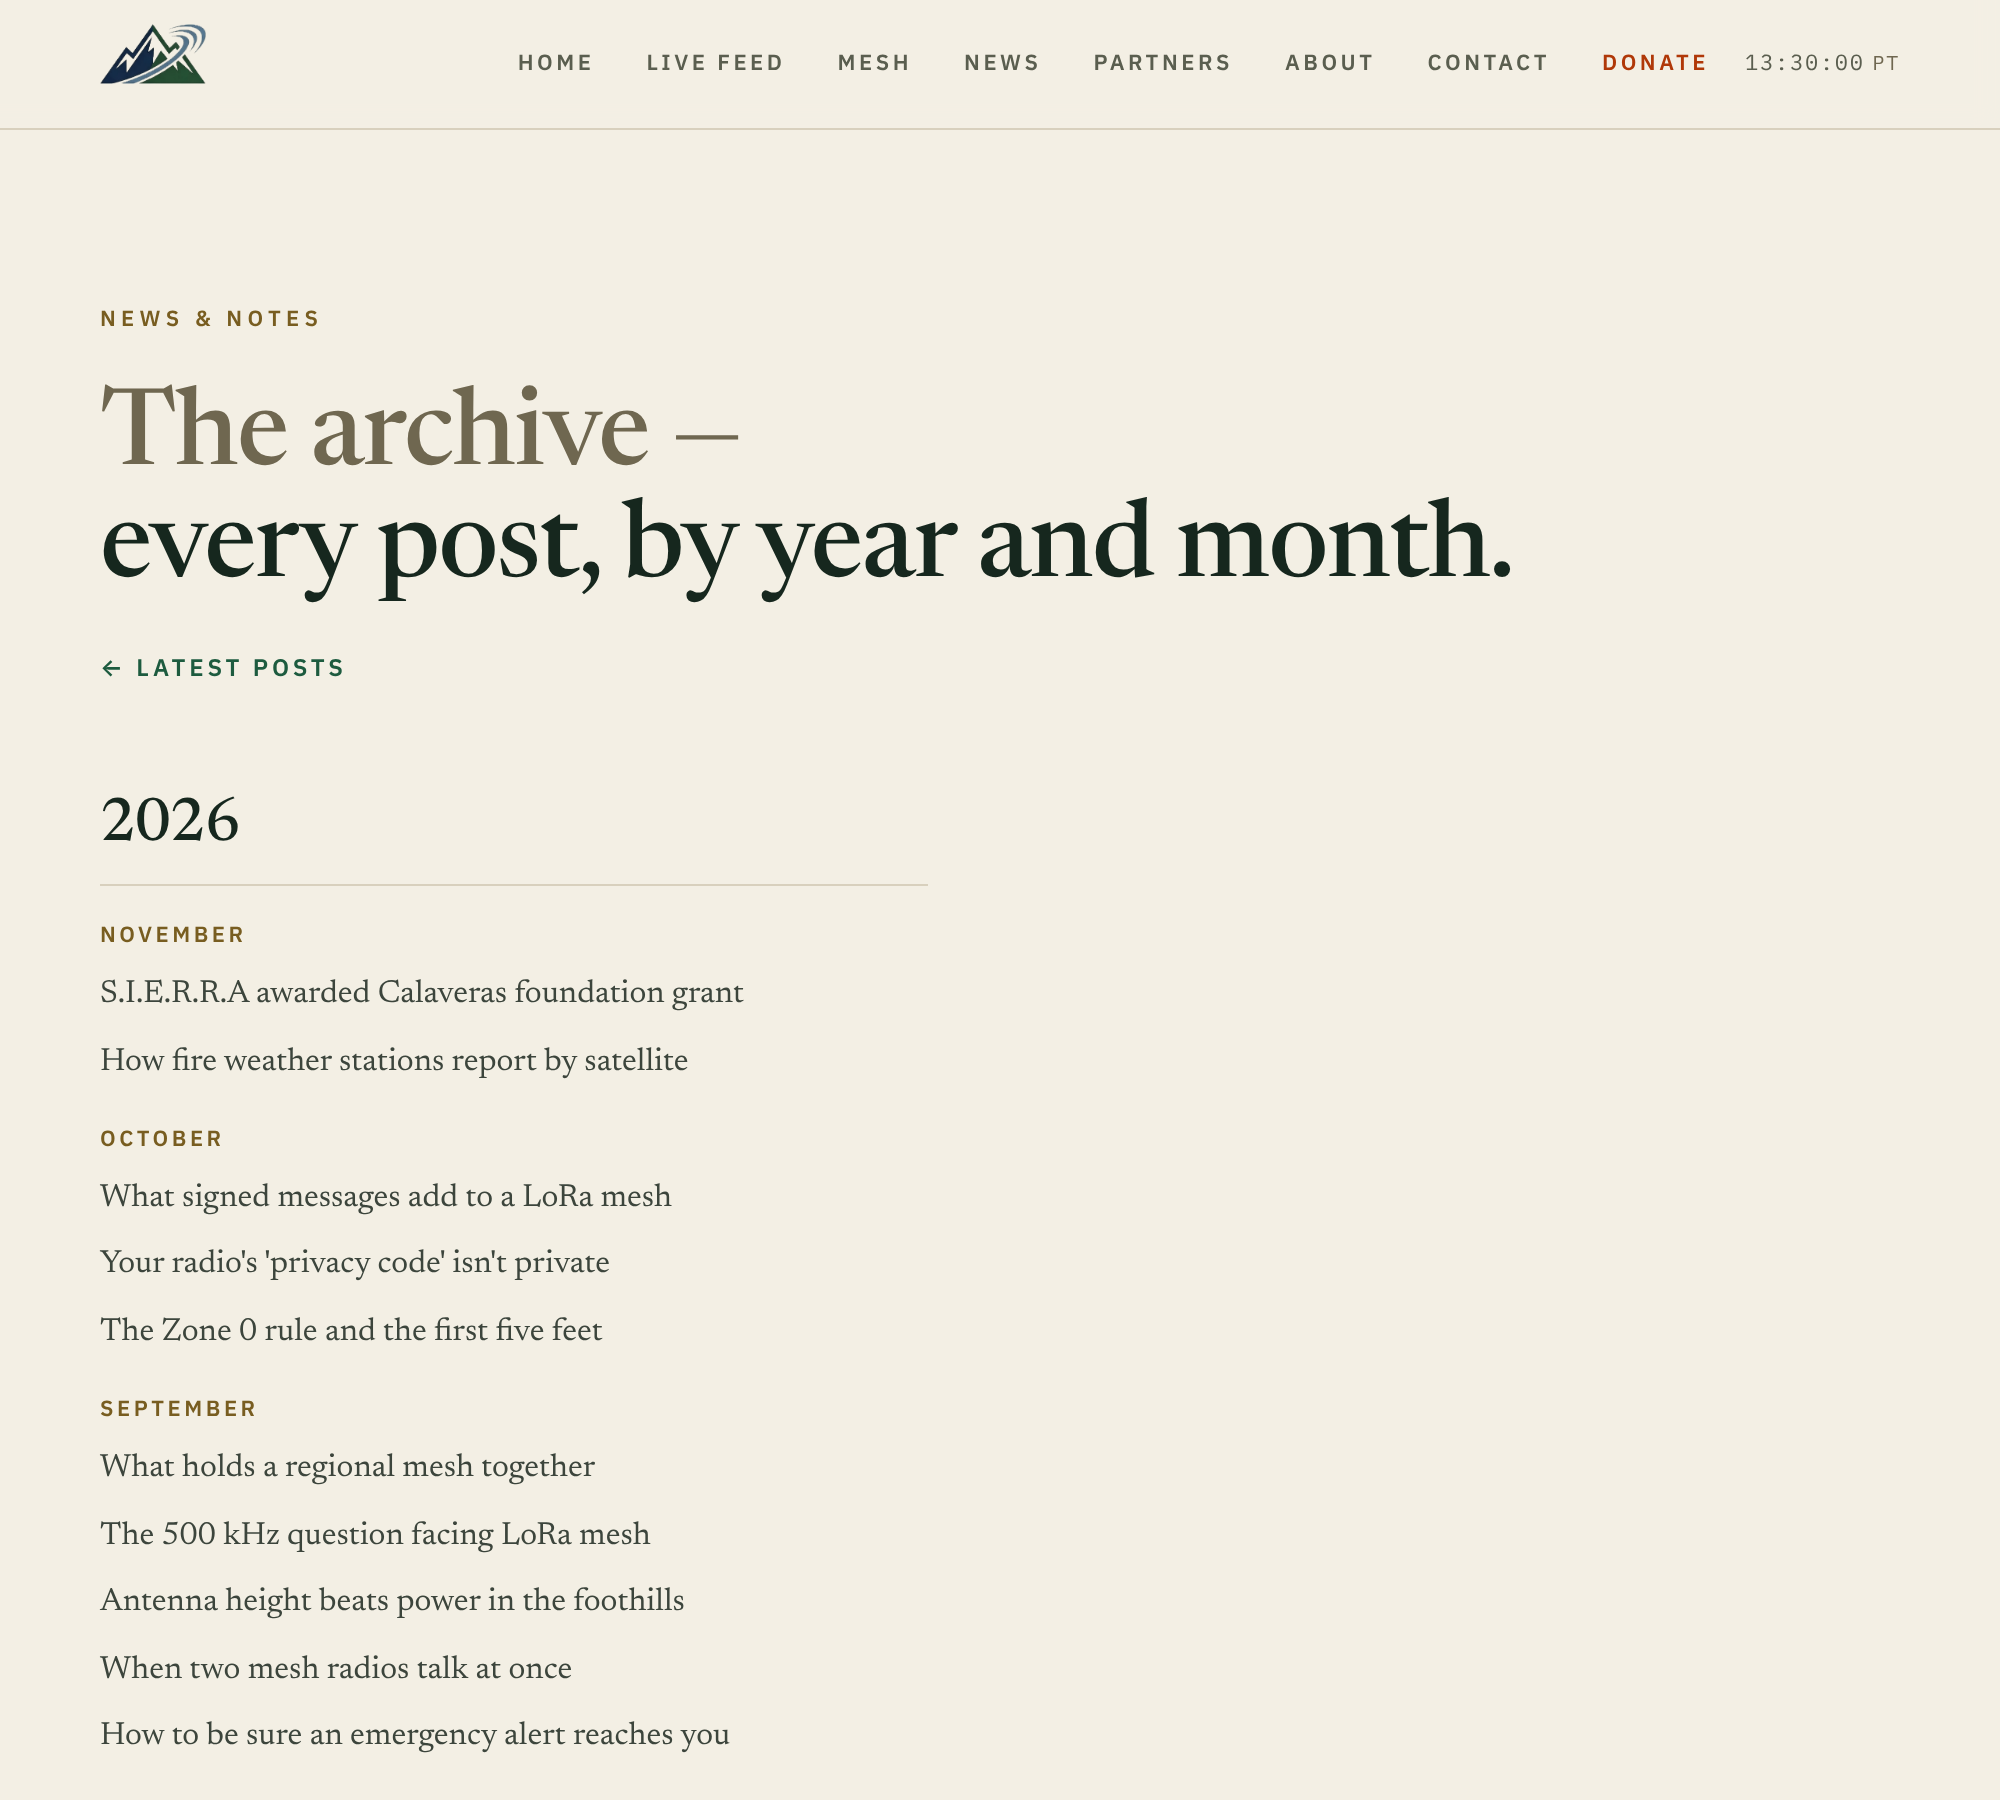 HOME LIVE FEED MESH NEWS PARTNERS ABOUT CONTACT DONATE 13:30:00 PT
NEWS & NOTES
The archive —
every post, by year and month.
← LATEST POSTS
2026
NOVEMBER
S.I.E.R.R.A awarded Calaveras foundation grant
How fire weather stations report by satellite
OCTOBER
What signed messages add to a LoRa mesh
Your radio's 'privacy code' isn't private
The Zone 0 rule and the first five feet
SEPTEMBER
What holds a regional mesh together
The 500 kHz question facing LoRa mesh
Antenna height beats power in the foothills
When two mesh radios talk at once
How to be sure an emergency alert reaches you